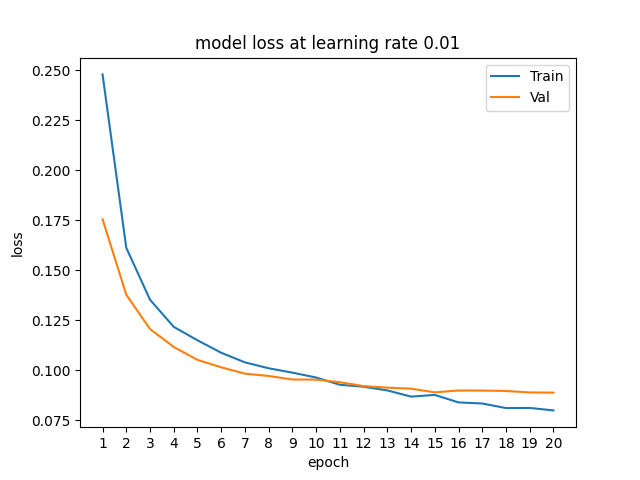 model loss at learning rate 0.01
Train
Val
0.250
0.225
0.200
0.175
0.150
0.125
0.100
0.075
loss
1 2 3 4 5 6 7 8 9 10 11 12 13 14 15 16 17 18 19 20
epoch